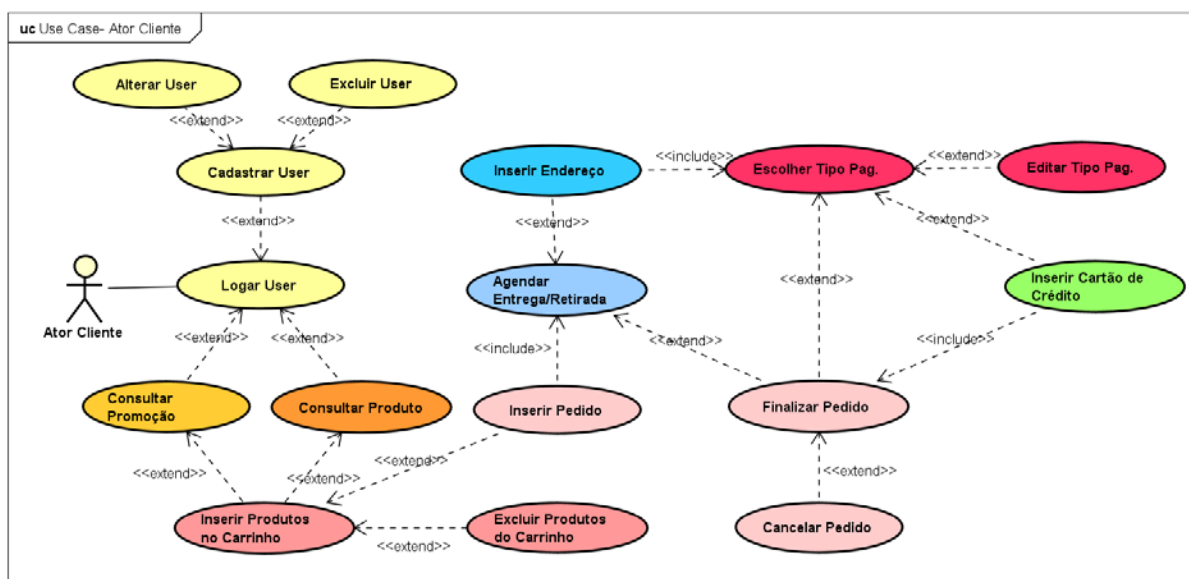 uc Use Case- Ator Cliente
Alterar User
Excluir User
<<extend>>
<<extend>>
Cadastrar User
Inserir Endereço
<<include>>
Escolher Tipo Pag.
<<extend>>
Editar Tipo Pag.
<<extend>>
<<extend>>
<<extend>>
Logar User
Agendar
Entrega/Retirada
<<extend>>
Inserir Cartão de
Crédito
Ator Cliente
<<extend>>
<<extend>>
<<include>>
<<extend>>
<<include>>
Consultar
Promoção
Consultar Produto
Inserir Pedido
Finalizar Pedido
<<extend>>
<<extend>>
<<extend>>
<<extend>>
Inserir Produtos
no Carrinho
Excluir Produtos
do Carrinho
Cancelar Pedido
<<extend>>